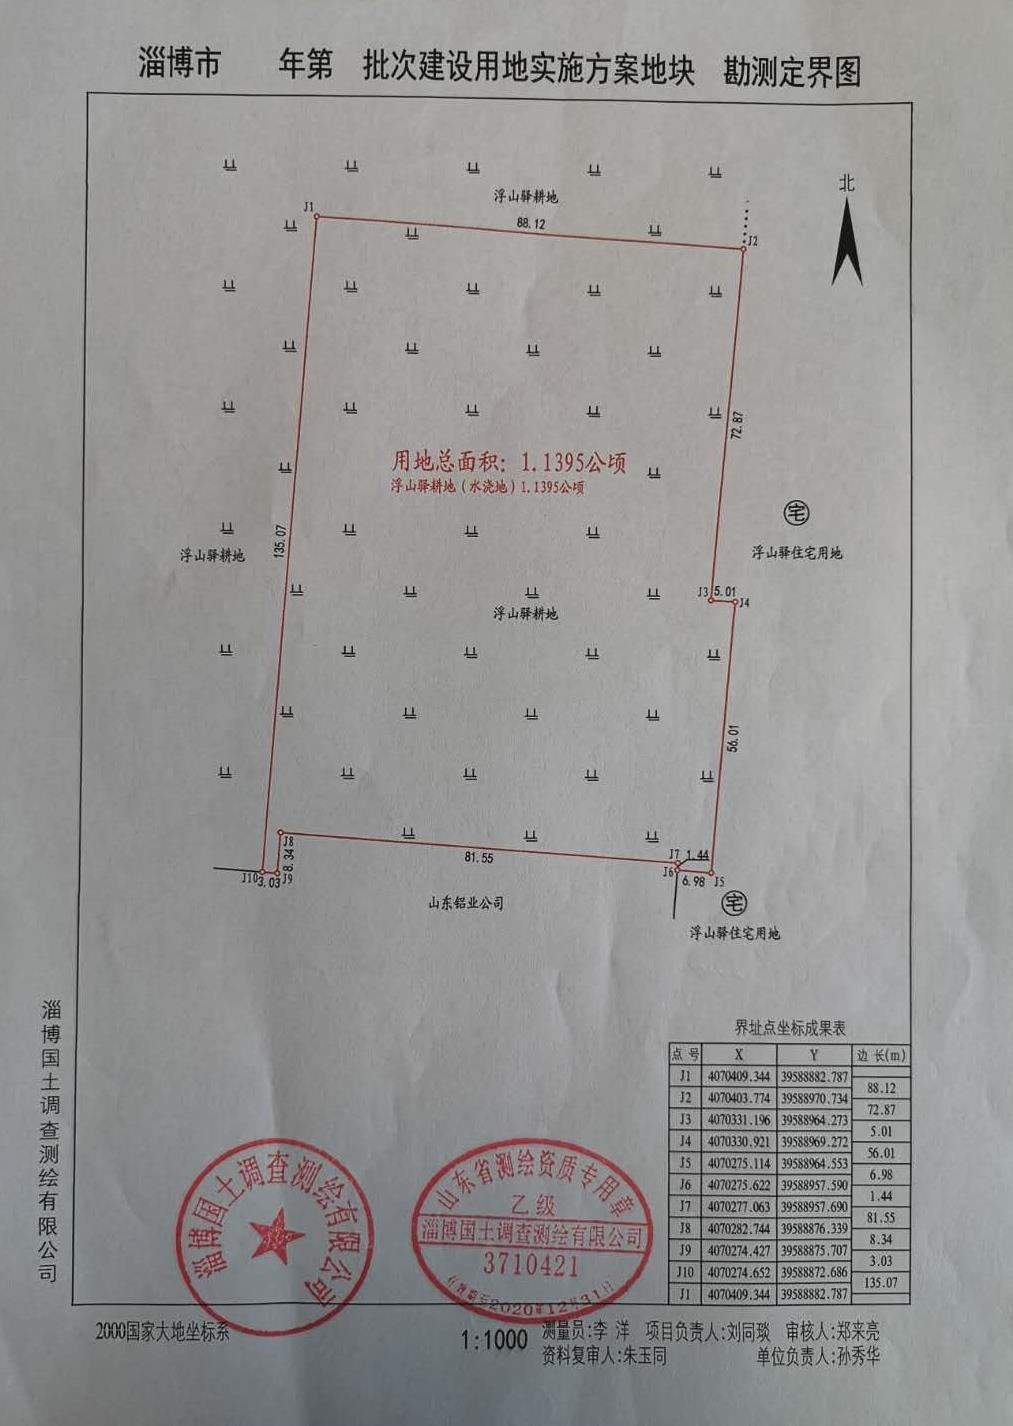 淄博市 年第 批次建设用地实施方案地块 勘测定界图
北
浮山驿耕地
J1
88.12
J2
72.87
用地总面积：1.1395公顷
浮山驿耕地（水浇地）1.1395公顷
宅
135.07
浮山驿耕地
浮山驿住宅用地
J3
5.01
J4
浮山驿耕地
56.01
J8
8.34
81.55
J7
1.44
J10
3.03
J9
J6
6.98
J5
山东铝业公司
宅
浮山驿住宅用地
淄博国土调查测绘有限公司
界址点坐标成果表
点 号 X Y 边 长(m)
J1 4070409.344 39588882.787
88.12
J2 4070403.774 39588970.734
72.87
J3 4070331.196 39588964.273
5.01
J4 4070330.921 39588969.272
56.01
J5 4070275.114 39588964.553
6.98
J6 4070275.622 39588957.590
1.44
J7 4070277.063 39588957.690
81.55
J8 4070282.744 39588876.339
8.34
J9 4070274.427 39588875.707
3.03
J10 4070274.652 39588872.686
135.07
J1 4070409.344 39588882.787
淄博国土调查测绘有限公司
山东省测绘资质专用章
乙级
淄博国土调查测绘有限公司
3710421
至2020年12月31日
2000国家大地坐标系
1:1000
测量员:李 洋 项目负责人:刘同琰 审核人:郑来亮
资料复审人:朱玉同 单位负责人:孙秀华